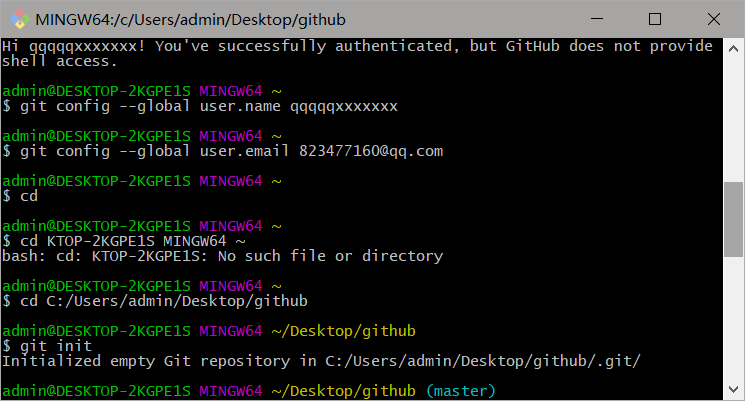 MINGW64:/c/Users/admin/Desktop/github
Hi qqqqqxxxxxxx! You've successfully authenticated, but GitHub does not provide
shell access.
admin@DESKTOP-2KGPE1S MINGW64 ~
$ git config --global user.name qqqqqxxxxxxx
admin@DESKTOP-2KGPE1S MINGW64 ~
$ git config --global user.email 823477160@qq.com
admin@DESKTOP-2KGPE1S MINGW64 ~
$ cd
admin@DESKTOP-2KGPE1S MINGW64 ~
$ cd KTOP-2KGPE1S MINGW64 ~
bash: cd: KTOP-2KGPE1S: No such file or directory
admin@DESKTOP-2KGPE1S MINGW64 ~
$ cd C:/Users/admin/Desktop/github
admin@DESKTOP-2KGPE1S MINGW64 ~/Desktop/github
$ git init
Initialized empty Git repository in C:/Users/admin/Desktop/github/.git/
admin@DESKTOP-2KGPE1S MINGW64 ~/Desktop/github (master)